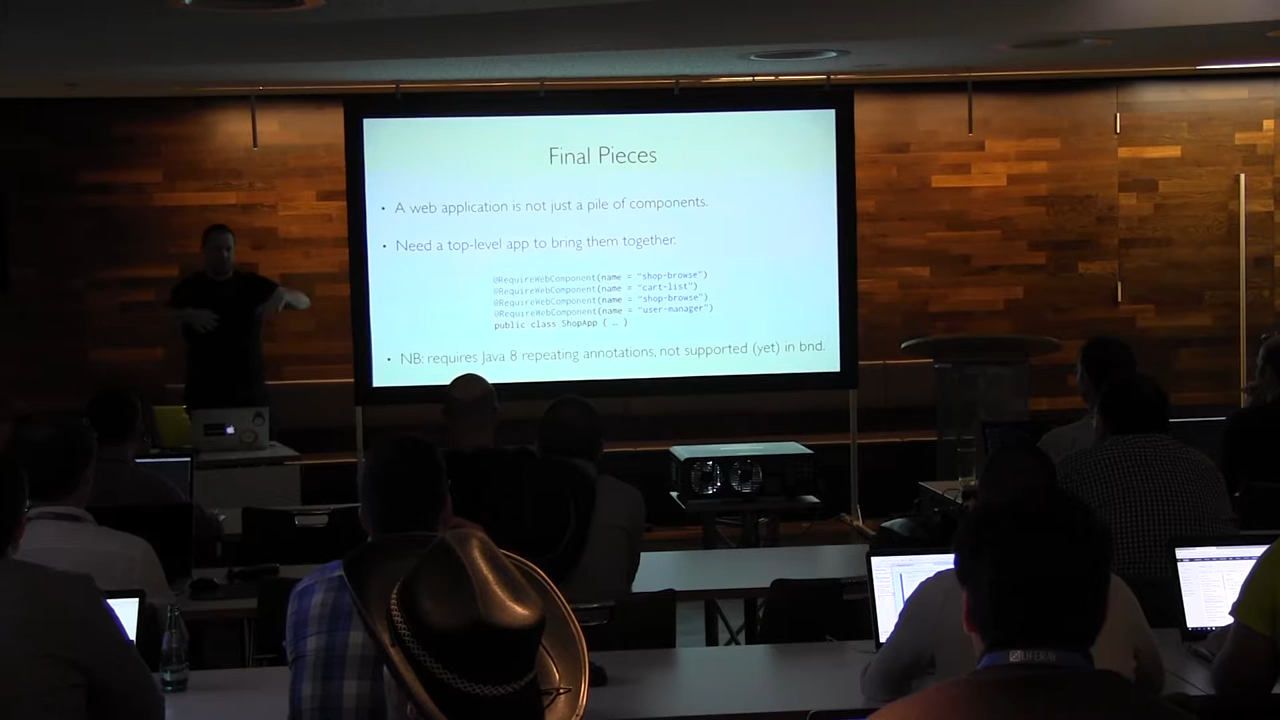 Final Pieces
• A web application is not just a pile of components.
• Need a top-level app to bring them together.
@RequireWebComponent(name = "shop-browse")
@RequireWebComponent(name = "cart-list")
@RequireWebComponent(name = "shop-browse")
@RequireWebComponent(name = "user-manager")
public class ShopApp { … }
• NB: requires Java 8 repeating annotations, not supported (yet) in bnd.
LIFERAY